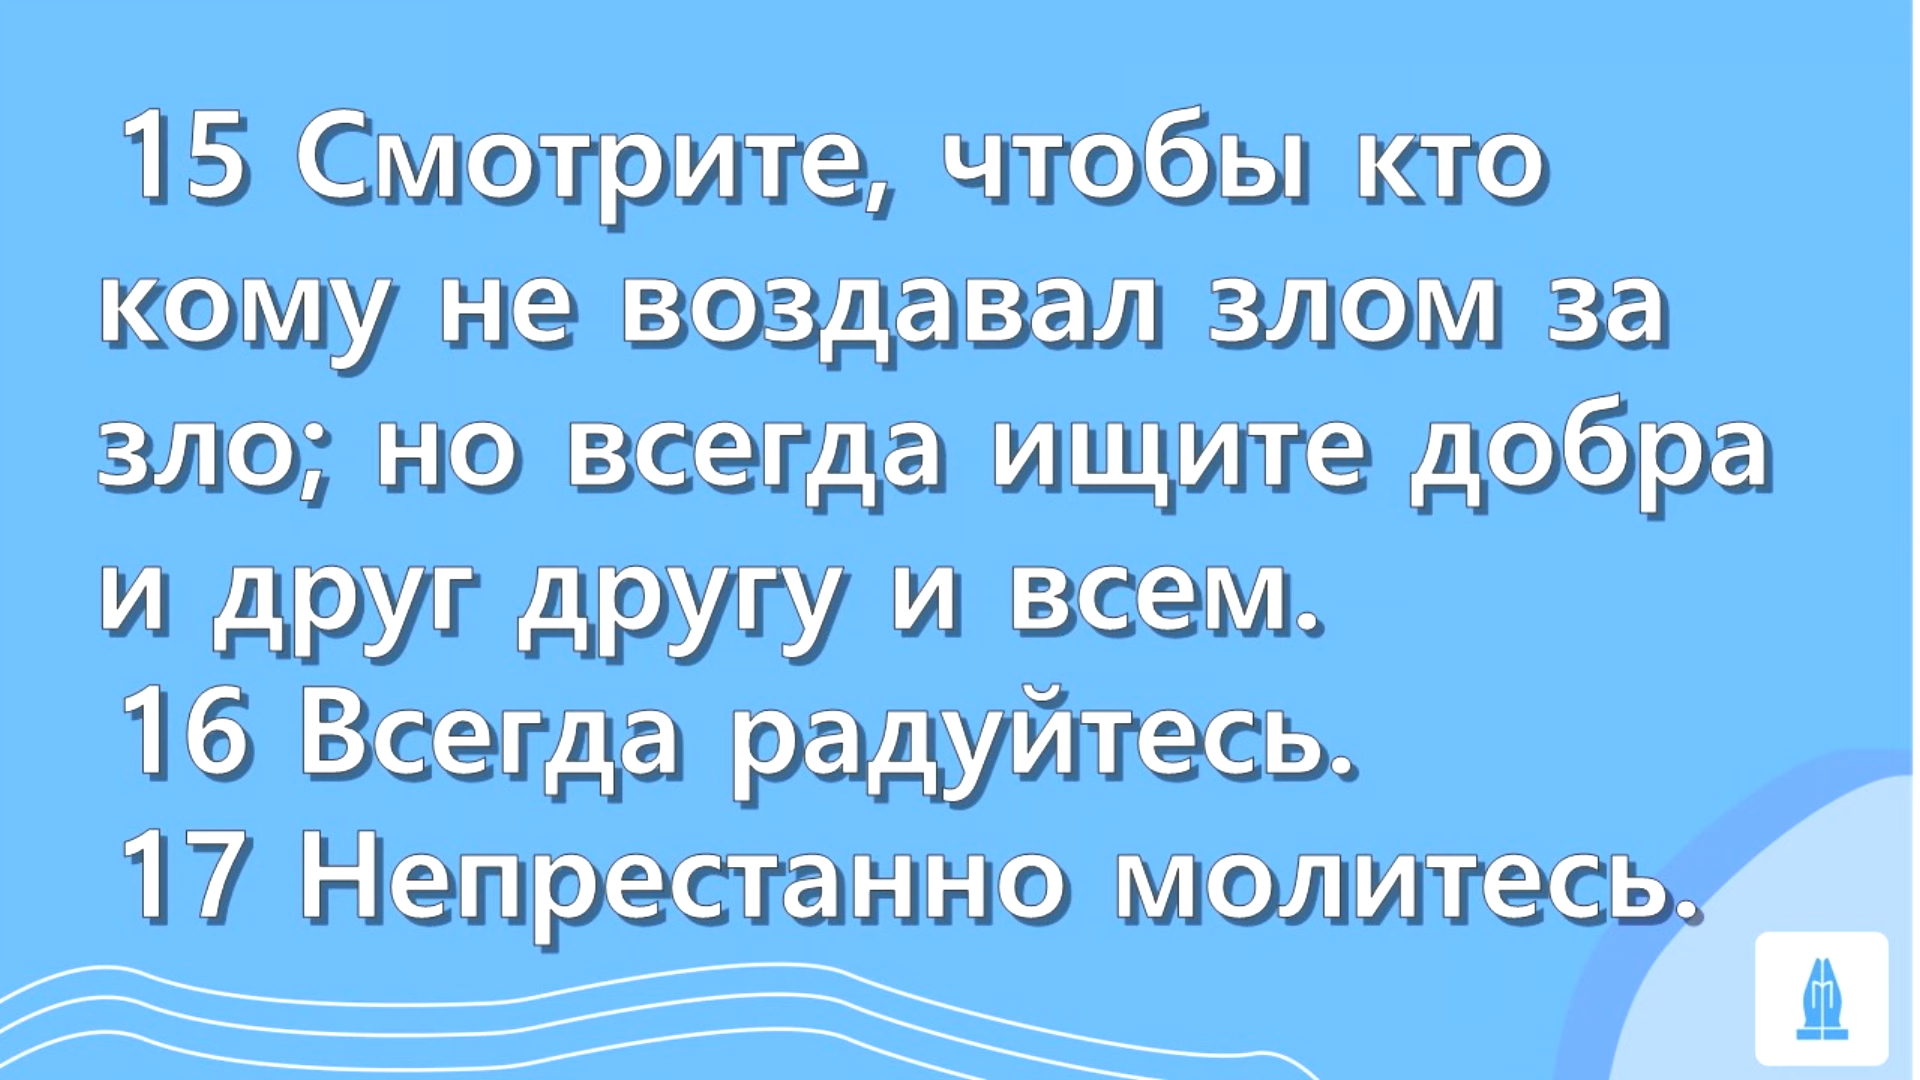 15 Смотрите, чтобы кто
кому не воздавал злом за
зло; но всегда ищите добра
и друг другу и всем.
16 Всегда радуйтесь.
17 Непрестанно молитесь.